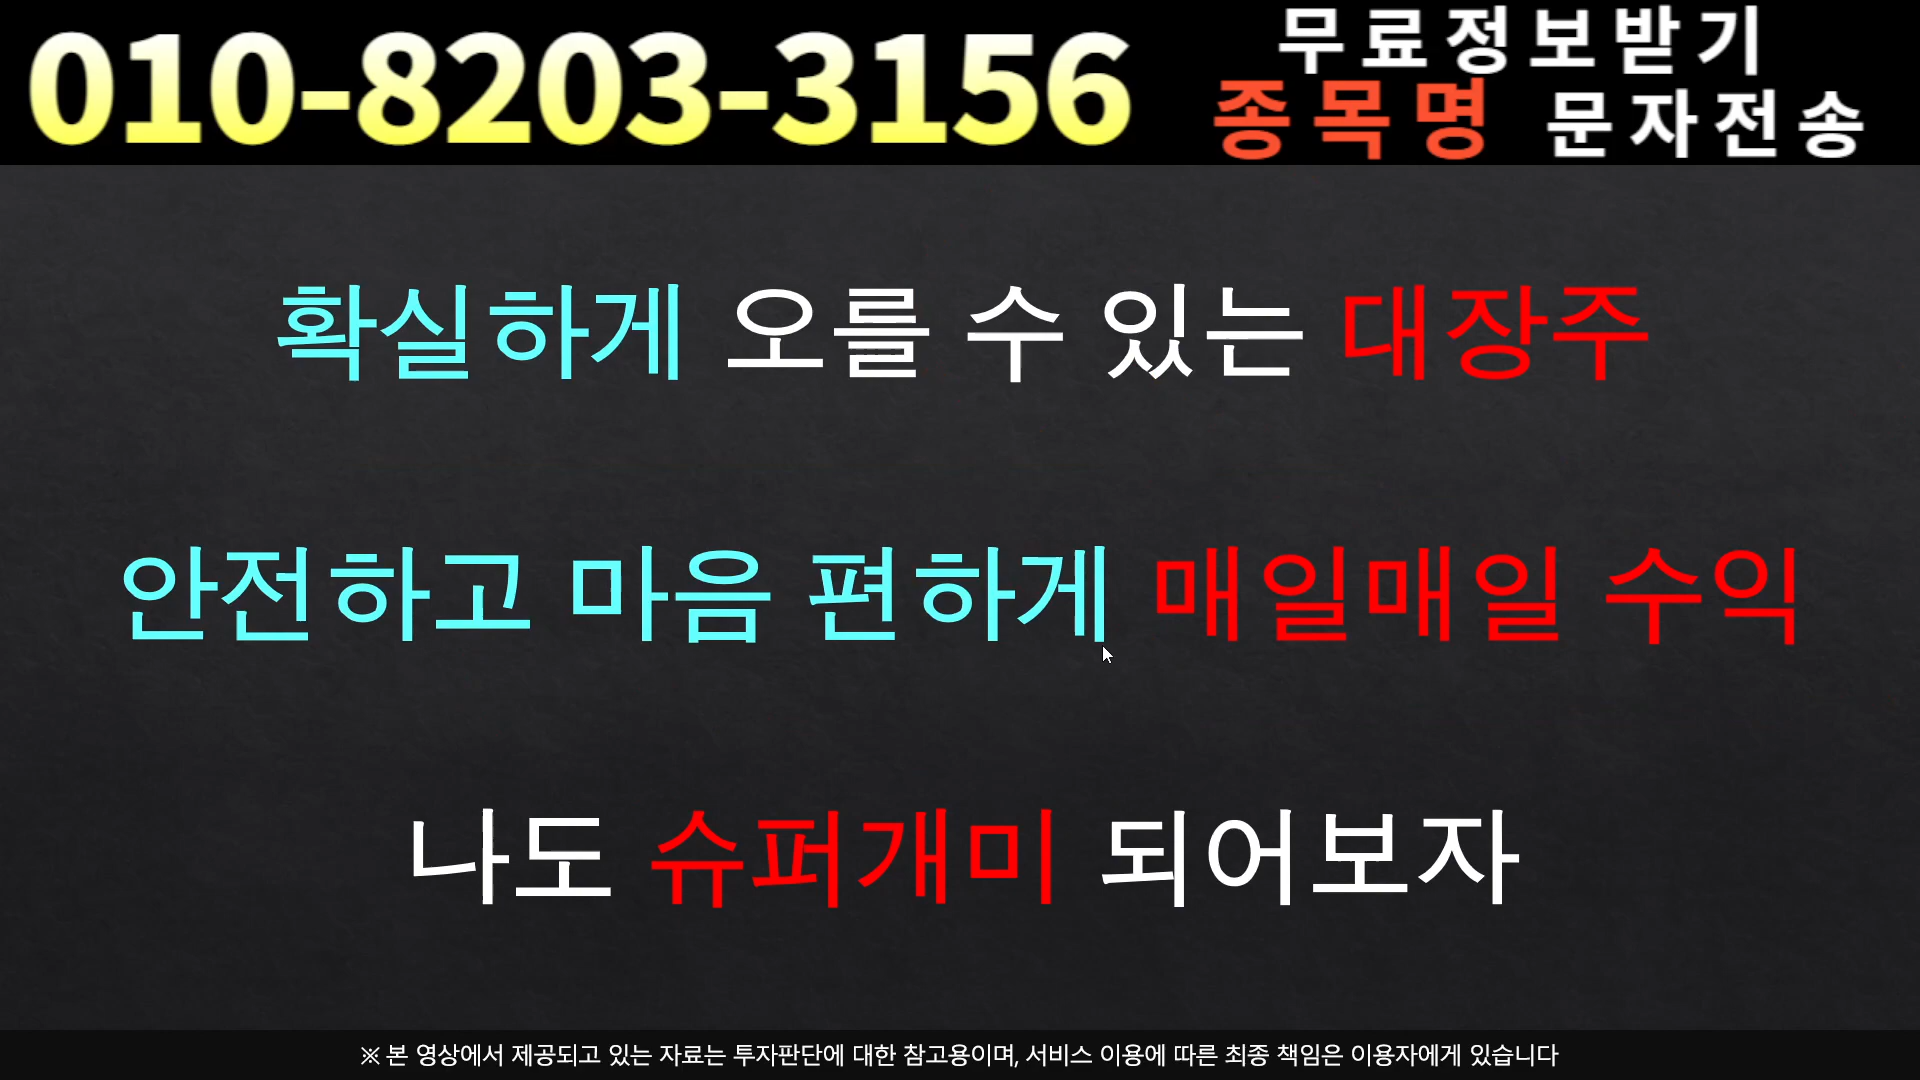 010-8203-3156
무료정보받기
종목명 문자전송
확실하게 오를 수 있는 대장주
안전하고 마음 편하게 매일매일 수익
나도 슈퍼개미 되어보자
※ 본 영상에서 제공되고 있는 자료는 투자판단에 대한 참고용이며, 서비스 이용에 따른 최종 책임은 이용자에게 있습니다